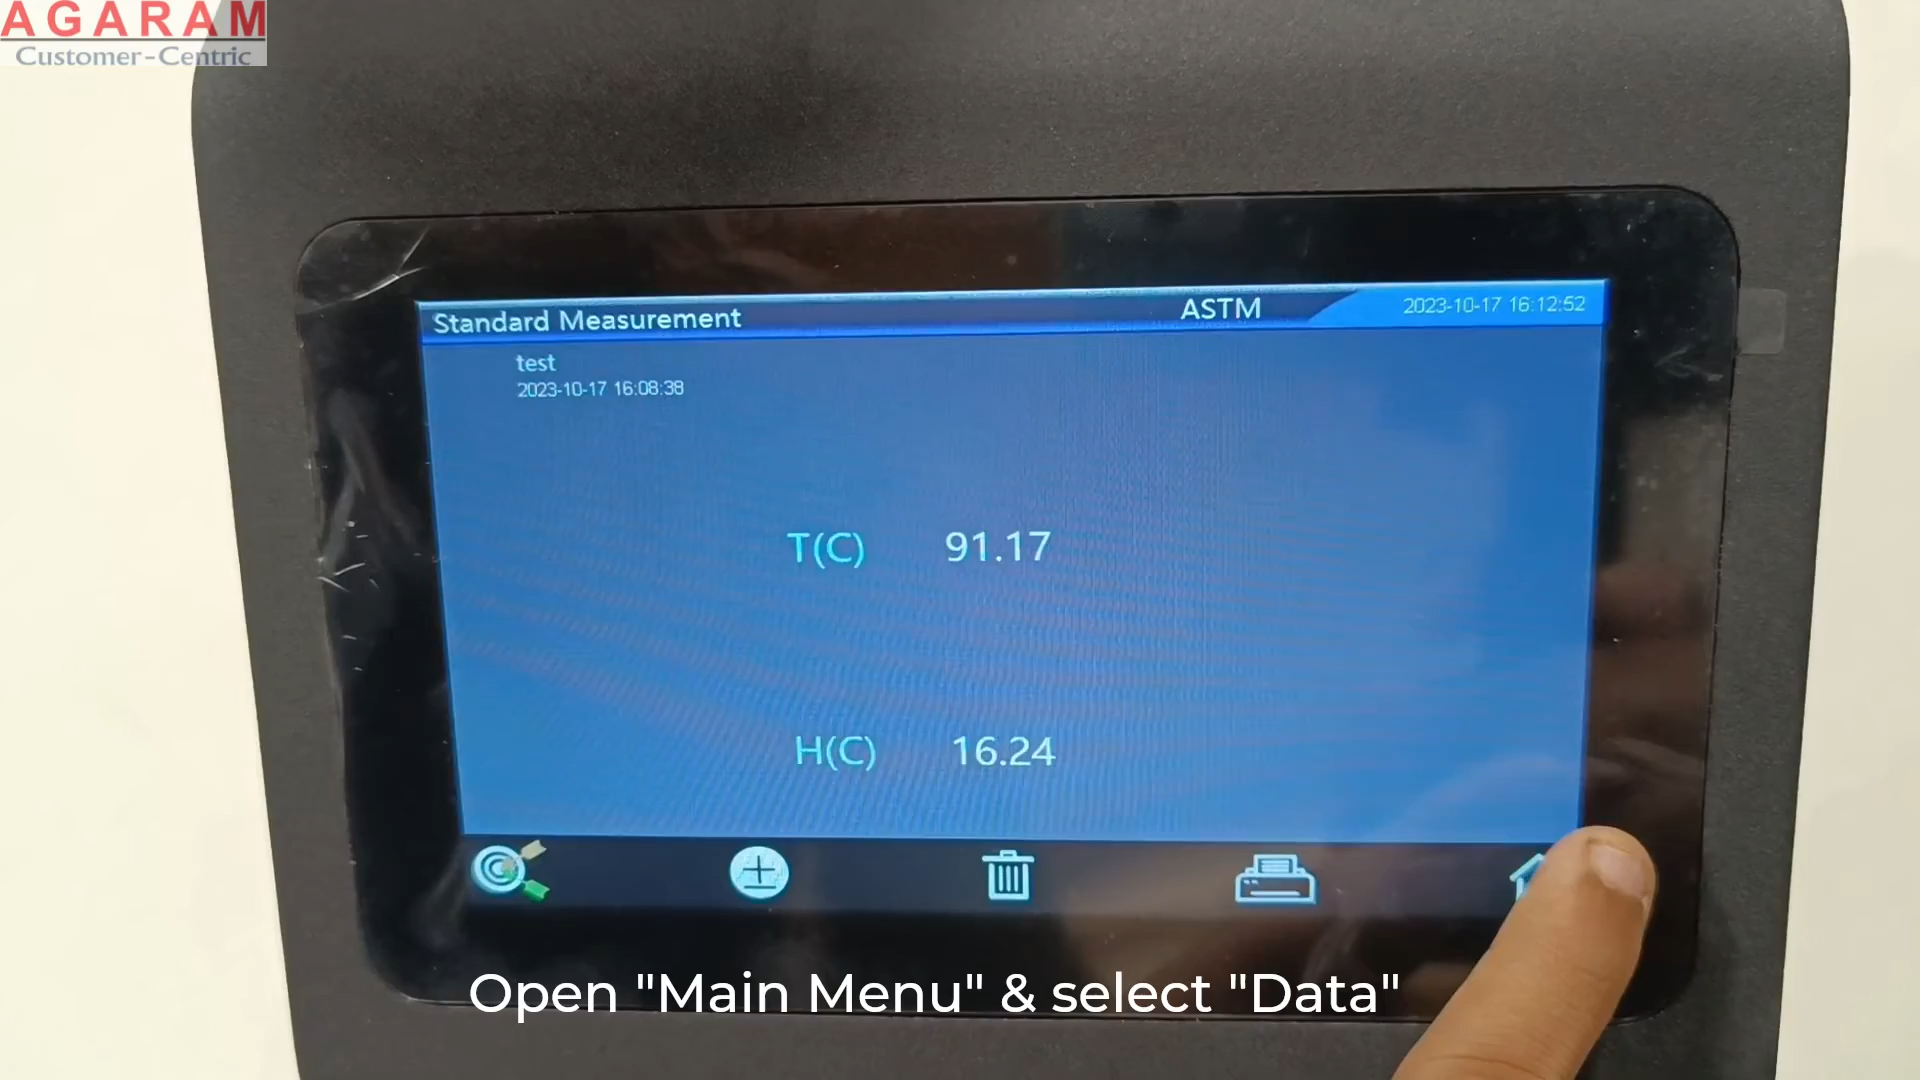 AGARAM
Customer-Centric
Standard Measurement
ASTM
2023-10-17 16:12:52
test
2023-10-17 16:08:38
T(C) 91.17
H(C) 16.24
Open "Main Menu" & select "Data"